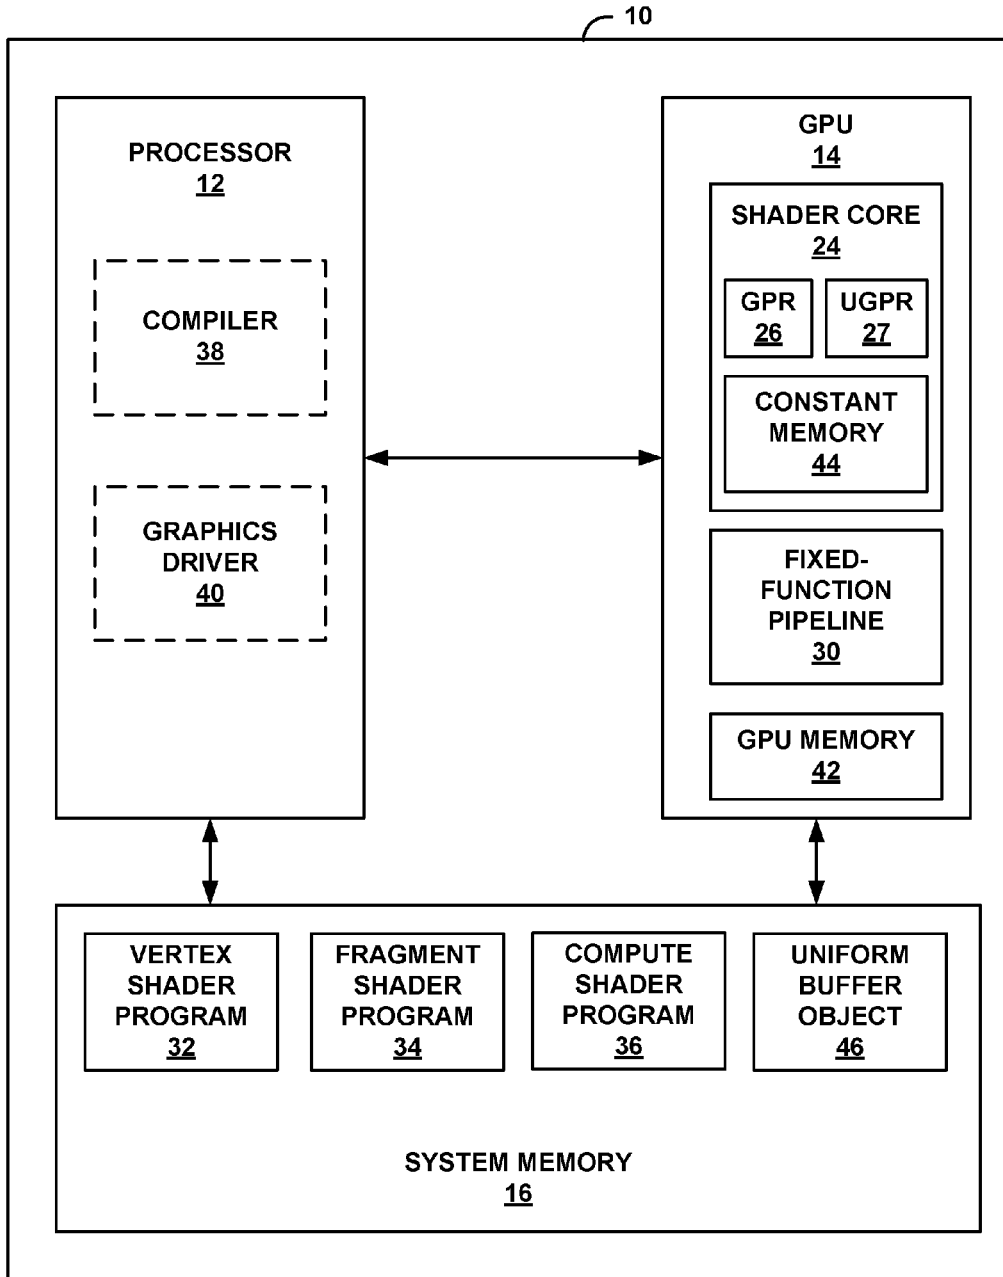 10
PROCESSOR
12
COMPILER
38
GRAPHICS
DRIVER
40
GPU
14
SHADER CORE
24
GPR
26
UGPR
27
CONSTANT
MEMORY
44
FIXED-
FUNCTION
PIPELINE
30
GPU MEMORY
42
VERTEX
SHADER
PROGRAM
32
FRAGMENT
SHADER
PROGRAM
34
COMPUTE
SHADER
PROGRAM
36
UNIFORM
BUFFER
OBJECT
46
SYSTEM MEMORY
16